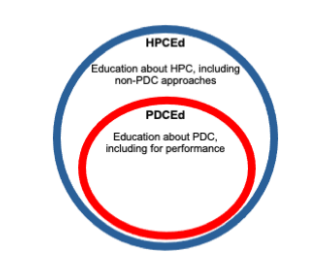 HPCEd
Education about HPC, including
non-PDC approaches
PDCEd
Education about PDC,
including for performance